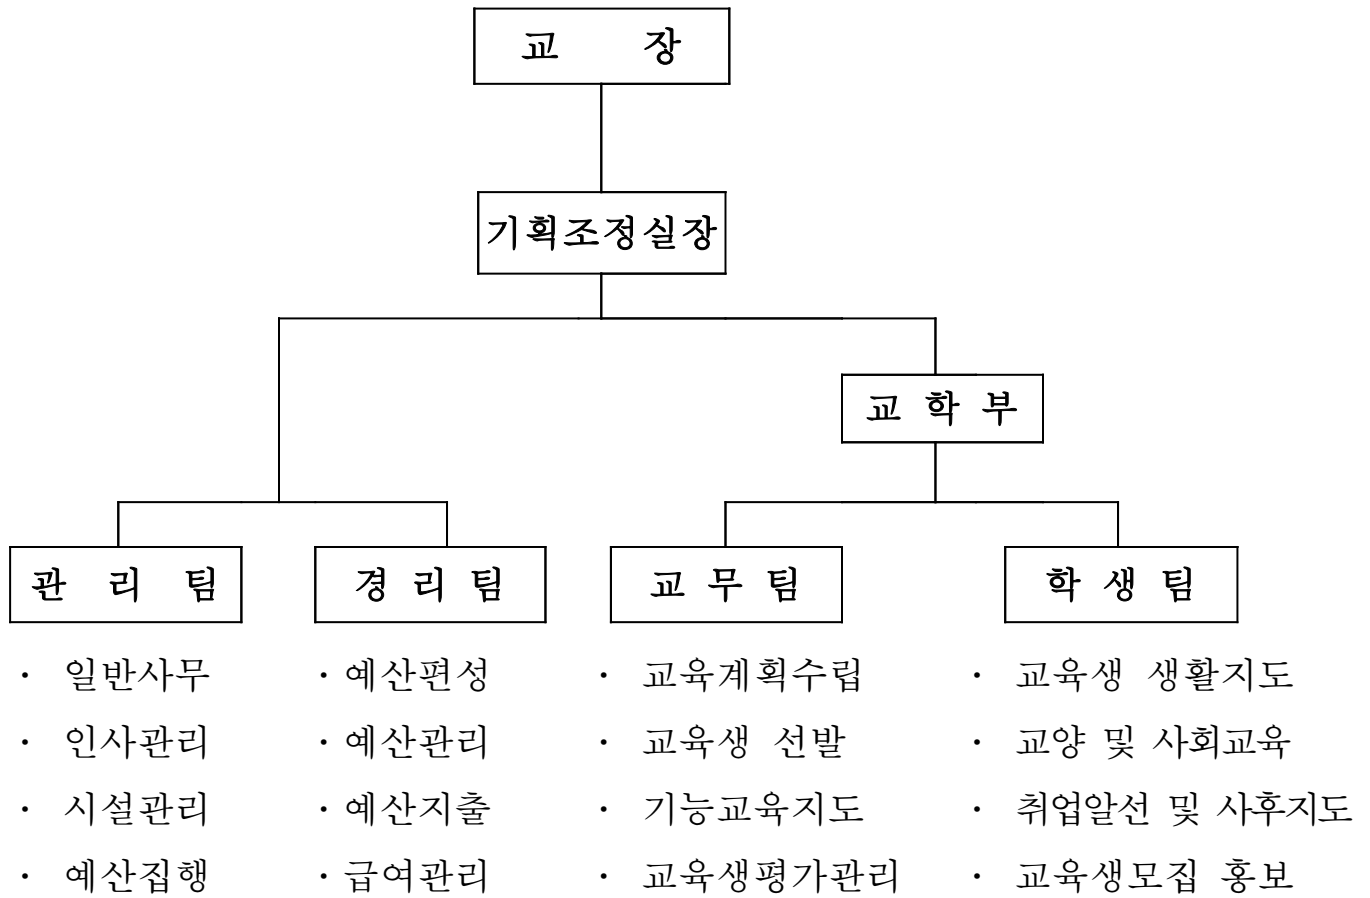 교 장
기획조정실장
교 학 부
관 리 팀
경 리 팀
교 무 팀
학 생 팀
· 일반사무
· 인사관리
· 시설관리
· 예산집행
·예산편성
·예산관리
·예산지출
·급여관리
· 교육계획수립
· 교육생 선발
· 기능교육지도
· 교육생평가관리
· 교육생 생활지도
· 교양 및 사회교육
· 취업알선 및 사후지도
· 교육생모집 홍보